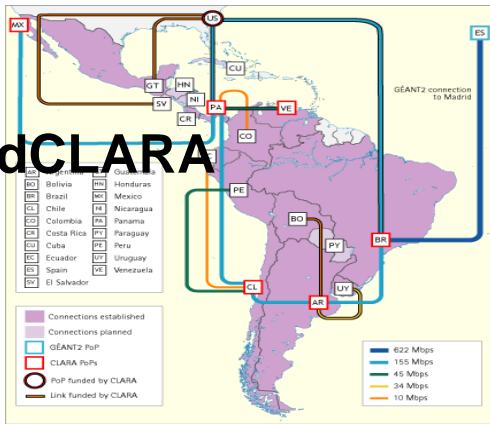 MX
US
ES
GÉANT2 connection
to Madrid
CU
GT
HN
SV
NI
CR
PA
VE
CO
dCLARA
PE
BO
PY
BR
CL
AR
UY
AR Argentina Guatemala
BO Bolivia HN Honduras
BR Brazil MX Mexico
CL Chile NI Nicaragua
CO Colombia PA Panama
CR Costa Rica PY Paraguay
CU Cuba PE Peru
EC Ecuador UY Uruguay
ES Spain VE Venezuela
SV El Salvador
Connections established
Connections planned
GÉANT2 PoP
CLARA PoPs
PoP funded by CLARA
Link funded by CLARA
622 Mbps
155 Mbps
45 Mbps
34 Mbps
10 Mbps